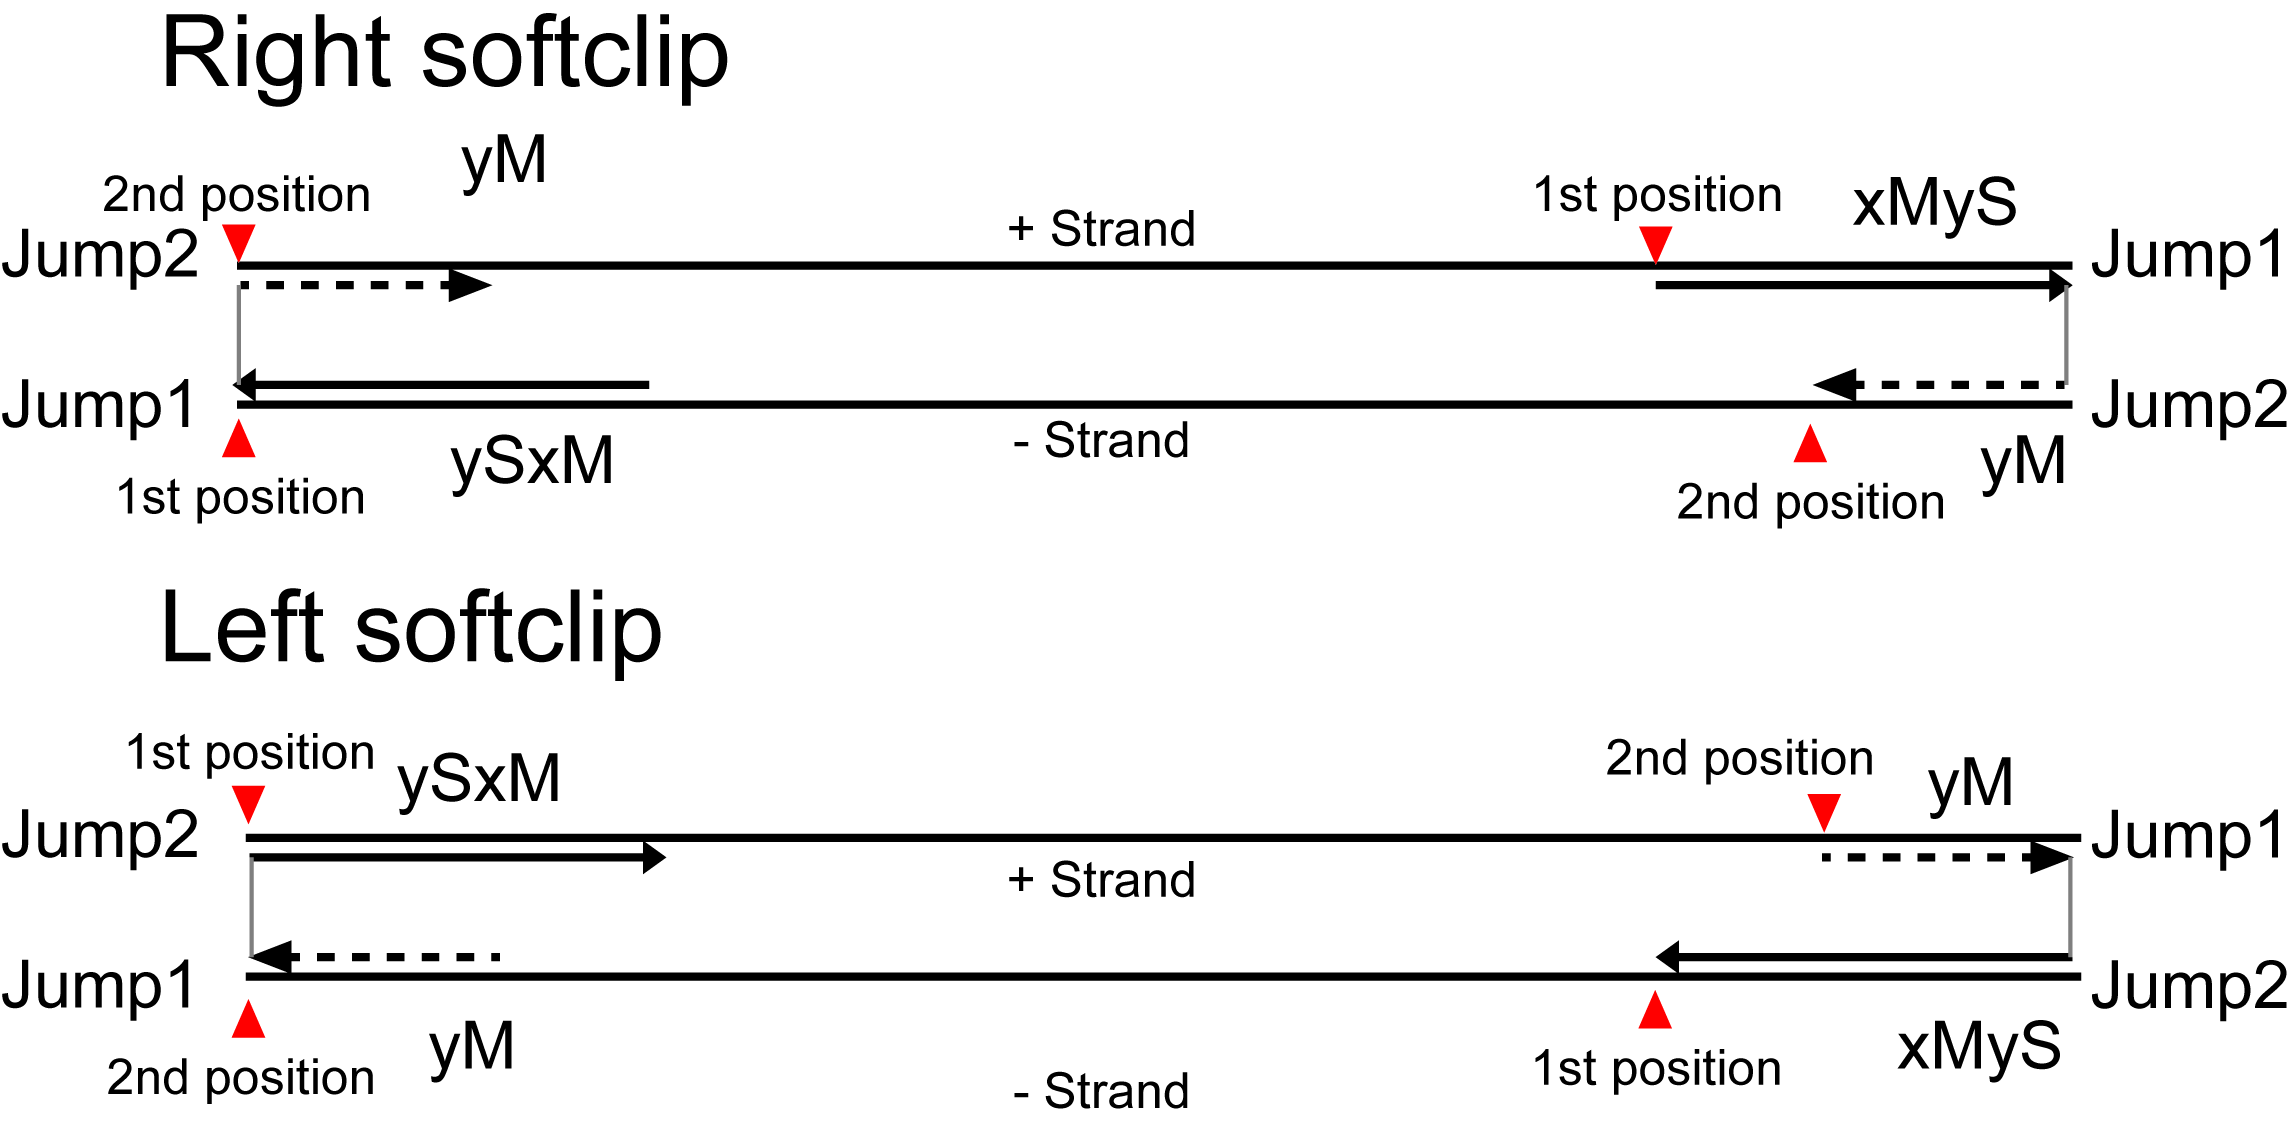 Right softclip
yM
2nd position
1st position
xMyS
+ Strand
Jump2
Jump1
Jump1
Jump2
- Strand
ySxM
yM
1st position
2nd position
Left softclip
1st position
ySxM
2nd position
yM
Jump2
Jump1
+ Strand
Jump1
Jump2
yM
xMyS
2nd position
1st position
- Strand